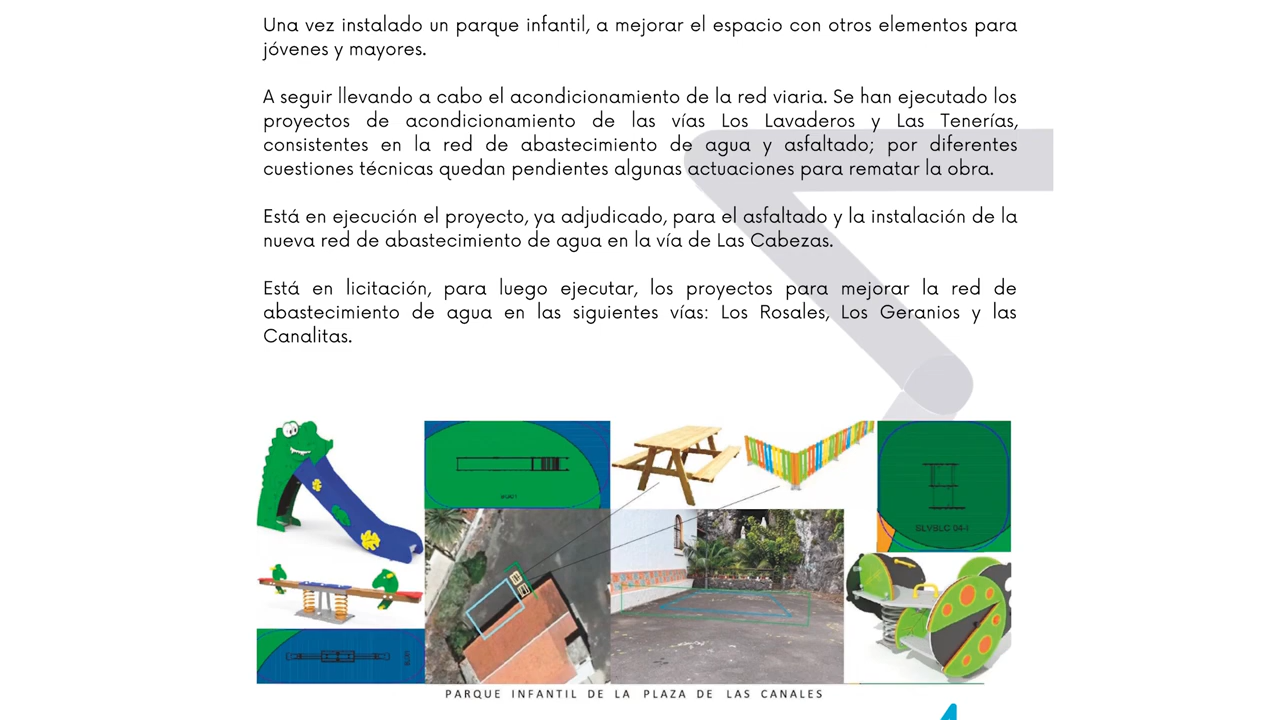 Una vez instalado un parque infantil, a mejorar el espacio con otros elementos para
jóvenes y mayores.
A seguir llevando a cabo el acondicionamiento de la red viaria. Se han ejecutado los
proyectos de acondicionamiento de las vías Los Lavaderos y Las Tenerías,
consistentes en la red de abastecimiento de agua y asfaltado; por diferentes
cuestiones técnicas quedan pendientes algunas actuaciones para rematar la obra.
Está en ejecución el proyecto, ya adjudicado, para el asfaltado y la instalación de la
nueva red de abastecimiento de agua en la vía de Las Cabezas.
Está en licitación, para luego ejecutar, los proyectos para mejorar la red de
abastecimiento de agua en las siguientes vías: Los Rosales, Los Geranios y las
Canalitas.
PARQUE INFANTIL DE LA PLAZA DE LAS CANALES